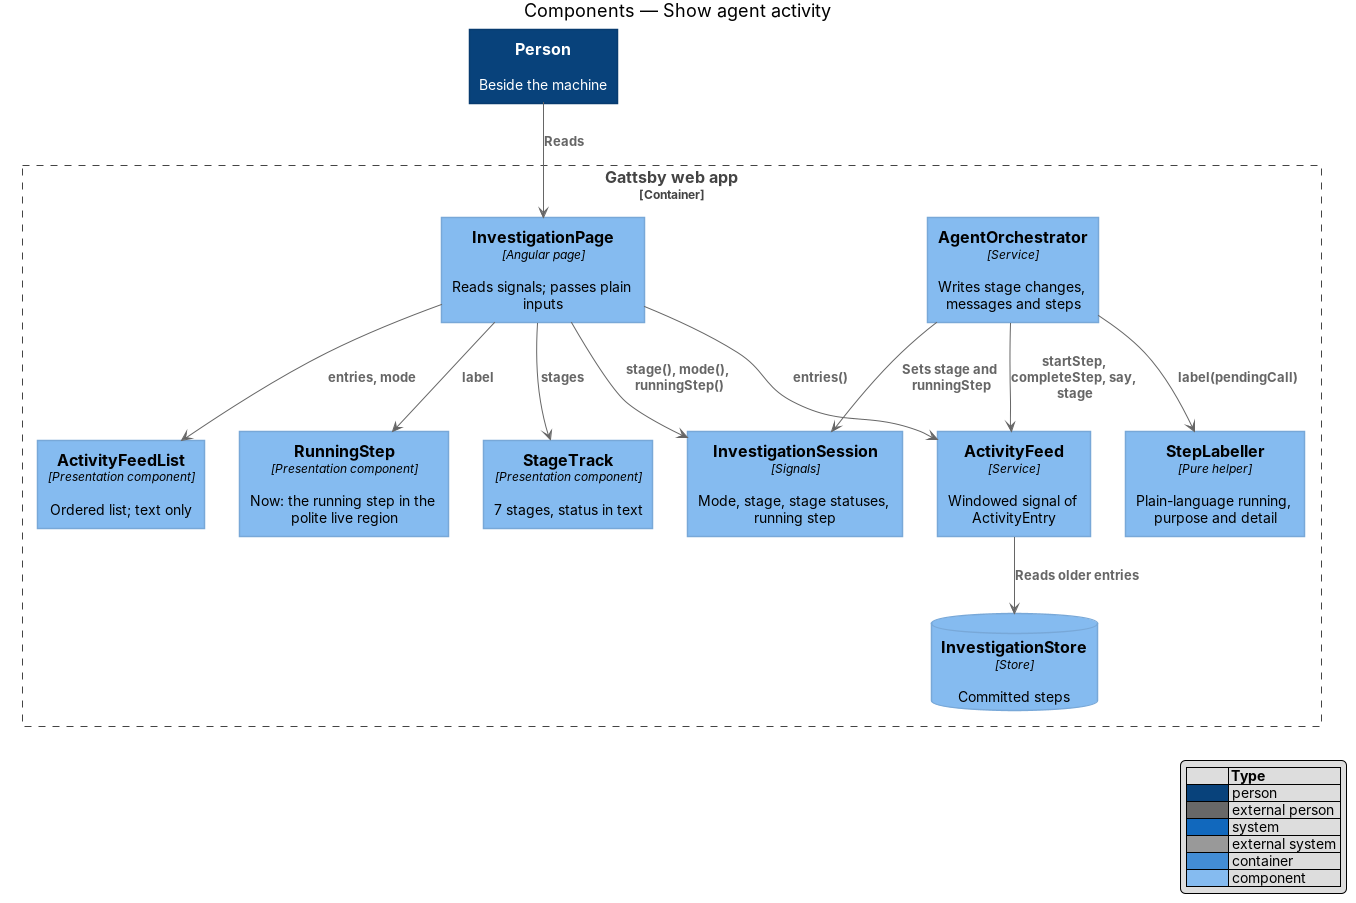 Components — Show agent activity
Person
Beside the machine
Reads
Gattsby web app
[Container]
InvestigationPage
[Angular page]
Reads signals; passes plain
inputs
AgentOrchestrator
[Service]
Writes stage changes,
messages and steps
entries, mode
label
stages
stage(), mode(),
runningStep()
entries()
Sets stage and
runningStep
startStep,
completeStep, say,
stage
label(pendingCall)
ActivityFeedList
[Presentation component]
Ordered list; text only
RunningStep
[Presentation component]
Now: the running step in the
polite live region
StageTrack
[Presentation component]
7 stages, status in text
InvestigationSession
[Signals]
Mode, stage, stage statuses,
running step
ActivityFeed
[Service]
Windowed signal of
ActivityEntry
StepLabeller
[Pure helper]
Plain-language running,
purpose and detail
Reads older entries
InvestigationStore
[Store]
Committed steps
Type
person
external person
system
external system
container
component